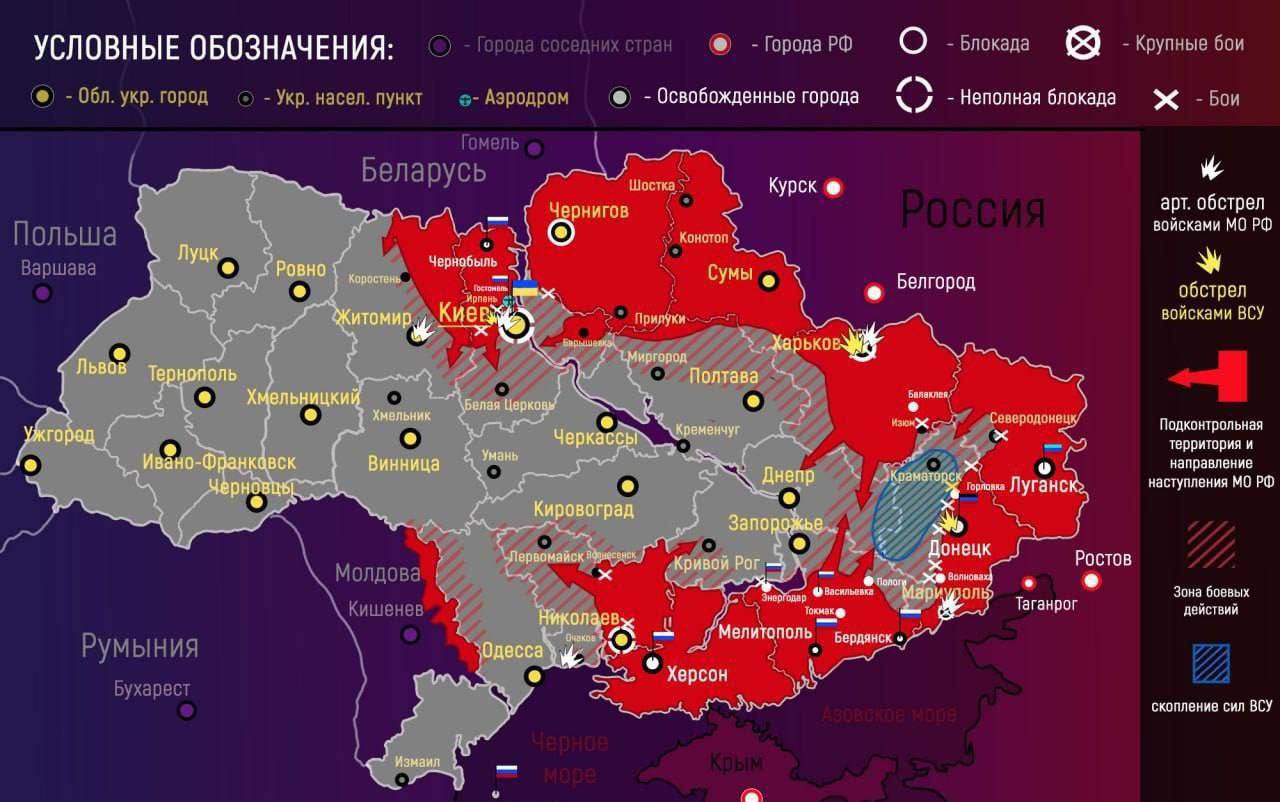 УСЛОВНЫЕ ОБОЗНАЧЕНИЯ:
- Города соседних стран
- Города РФ
- Блокада
- Крупные бои
- Обл. укр. город
- Укр. насел. пункт
- Аэродром
- Освобожденные города
- Неполная блокада
- Бои
арт. обстрел
войсками МО РФ
обстрел
войсками ВСУ
Подконтрольная
территория и
направление
наступления МО РФ
Зона боевых
действий
скопление сил ВСУ
Гомель
Беларусь
Польша
Варшава
Россия
Курск
Белгород
Шостка
Чернигов
Конотоп
Сумы
Луцк
Ровно
Коростень
Чернобыль
Гостомель
Ирпень
Киев
Житомир
Прилуки
Барышевка
Харьков
Миргород
Полтава
Львов
Тернополь
Хмельницкий
Хмельник
Белая Церковь
Балаклея
Изюм
Северодонецк
Ужгород
Ивано-Франковск
Черновцы
Винница
Умань
Черкассы
Кременчуг
Краматорск
Горловка
Луганск
Днепр
Кировоград
Запорожье
Донецк
Первомайск
Вознесенск
Кривой Рог
Энергодар
Васильевка
Пологи
Волноваха
Мариуполь
Токмак
Ростов
Таганрог
Молдова
Кишенев
Николаев
Очаков
Мелитополь
Бердянск
Румыния
Бухарест
Одесса
Херсон
Азовское море
Черное
море
Крым
Измаил